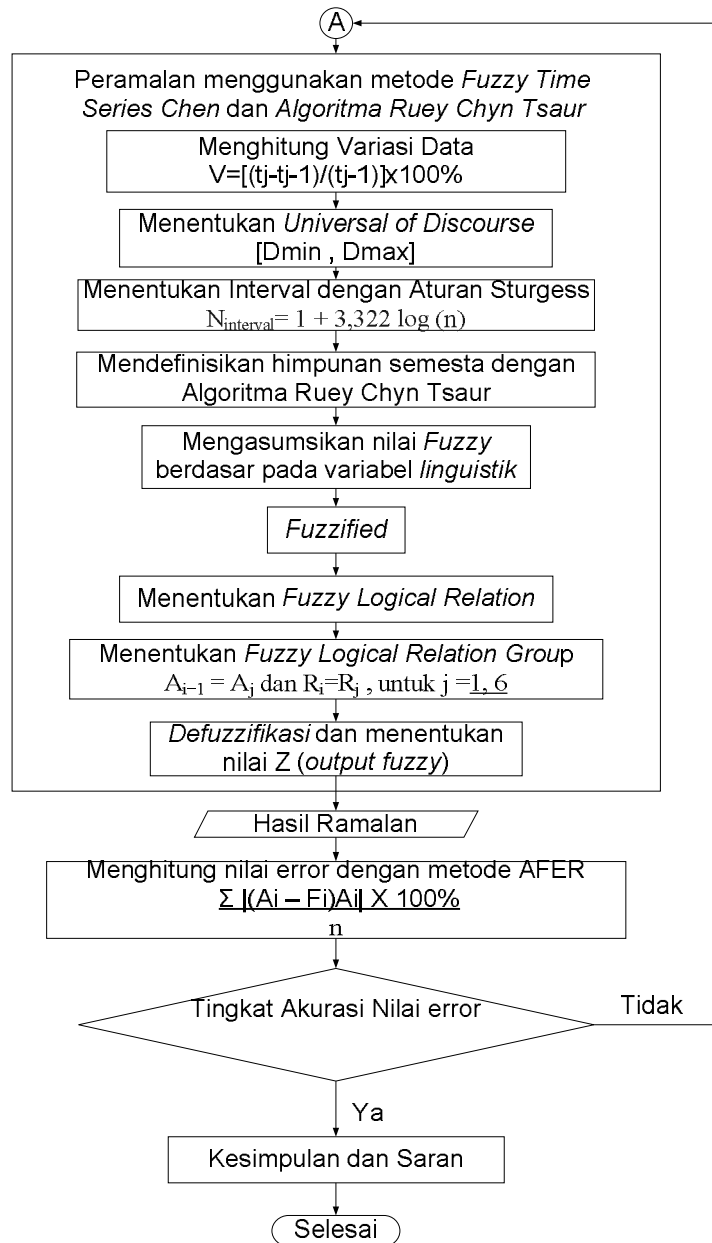 A
Peramalan menggunakan metode Fuzzy Time
Series Chen dan Algoritma Ruey Chyn Tsaur
Menghitung Variasi Data
V=[(tj-tj-1)/(tj-1)]x100%
Menentukan Universal of Discourse
[Dmin , Dmax]
Menentukan Interval dengan Aturan Sturgess
Ninterval= 1 + 3,322 log (n)
Mendefinisikan himpunan semesta dengan
Algoritma Ruey Chyn Tsaur
Mengasumsikan nilai Fuzzy
berdasar pada variabel linguistik
Fuzzified
Menentukan Fuzzy Logical Relation
Menentukan Fuzzy Logical Relation Group
Ai−1 = Aj dan Ri=Rj , untuk j =1, 6
Defuzzifikasi dan menentukan
nilai Z (output fuzzy)
Hasil Ramalan
Menghitung nilai error dengan metode AFER
Σ |(Ai – Fi)Ai| X 100%
n
Tingkat Akurasi Nilai error
Tidak
Ya
Kesimpulan dan Saran
Selesai